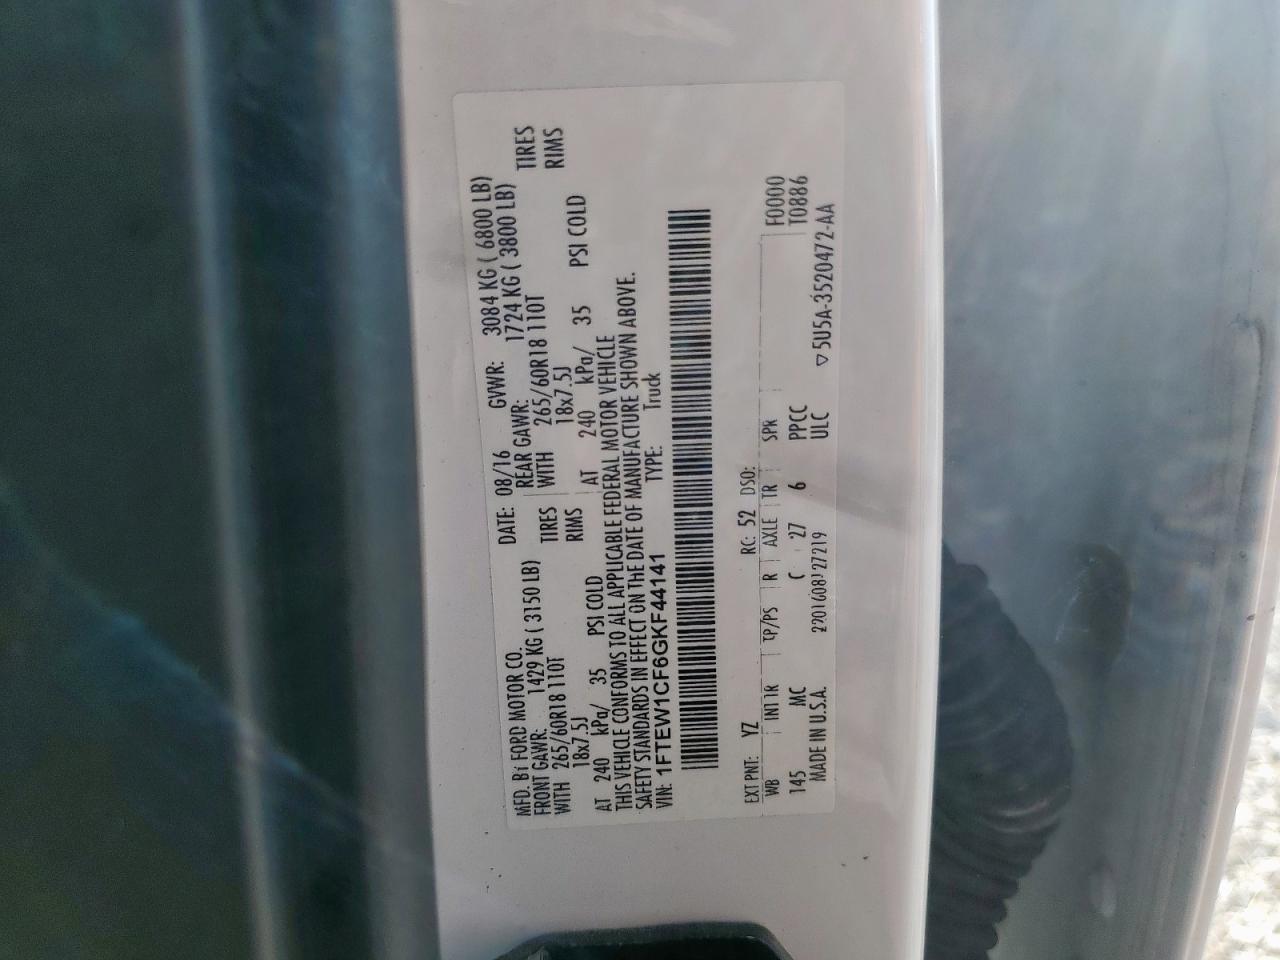 MFD. BY FORD MOTOR CO. DATE: 08/16 GVWR: 3084 KG ( 6800 LB)
FRONT GAWR: 1429 KG ( 3150 LB) REAR GAWR: 1724 KG ( 3800 LB)
WITH 265/60R18 110T TIRES WITH 265/60R18 110T TIRES
18x7.5J RIMS 18x7.5J RIMS
AT 240 kPa/ 35 PSI COLD AT 240 kPa/ 35 PSI COLD
THIS VEHICLE CONFORMS TO ALL APPLICABLE FEDERAL MOTOR VEHICLE
SAFETY STANDARDS IN EFFECT ON THE DATE OF MANUFACTURE SHOWN ABOVE.
VIN: 1FTEW1CF6GKF44141 TYPE: Truck
EXT PNT: YZ RC: 52 DSO:
WB INT TR TP/PS R AXLE TR SPR F0000
145 MC C 27 6 PPCC T0886
MADE IN U.S.A. 2201608127219 ULC ▽5U5A-3520472-AA